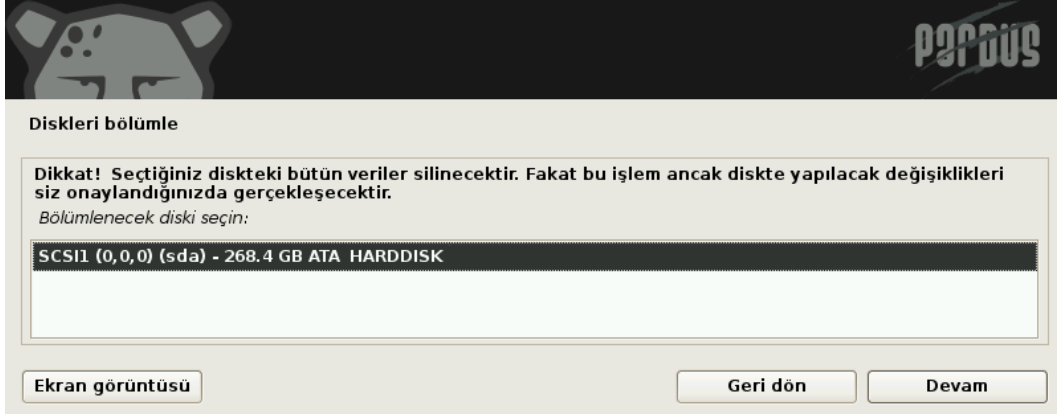 PARDUS
Diskleri bölümle
Dikkat! Seçtiğiniz diskteki bütün veriler silinecektir. Fakat bu işlem ancak diskte yapılacak değişiklikleri
siz onaylandığınızda gerçekleşecektir.
Bölümlenecek diski seçin:
SCSI1 (0,0,0) (sda) - 268.4 GB ATA HARDDISK
Ekran görüntüsü
Geri dön
Devam